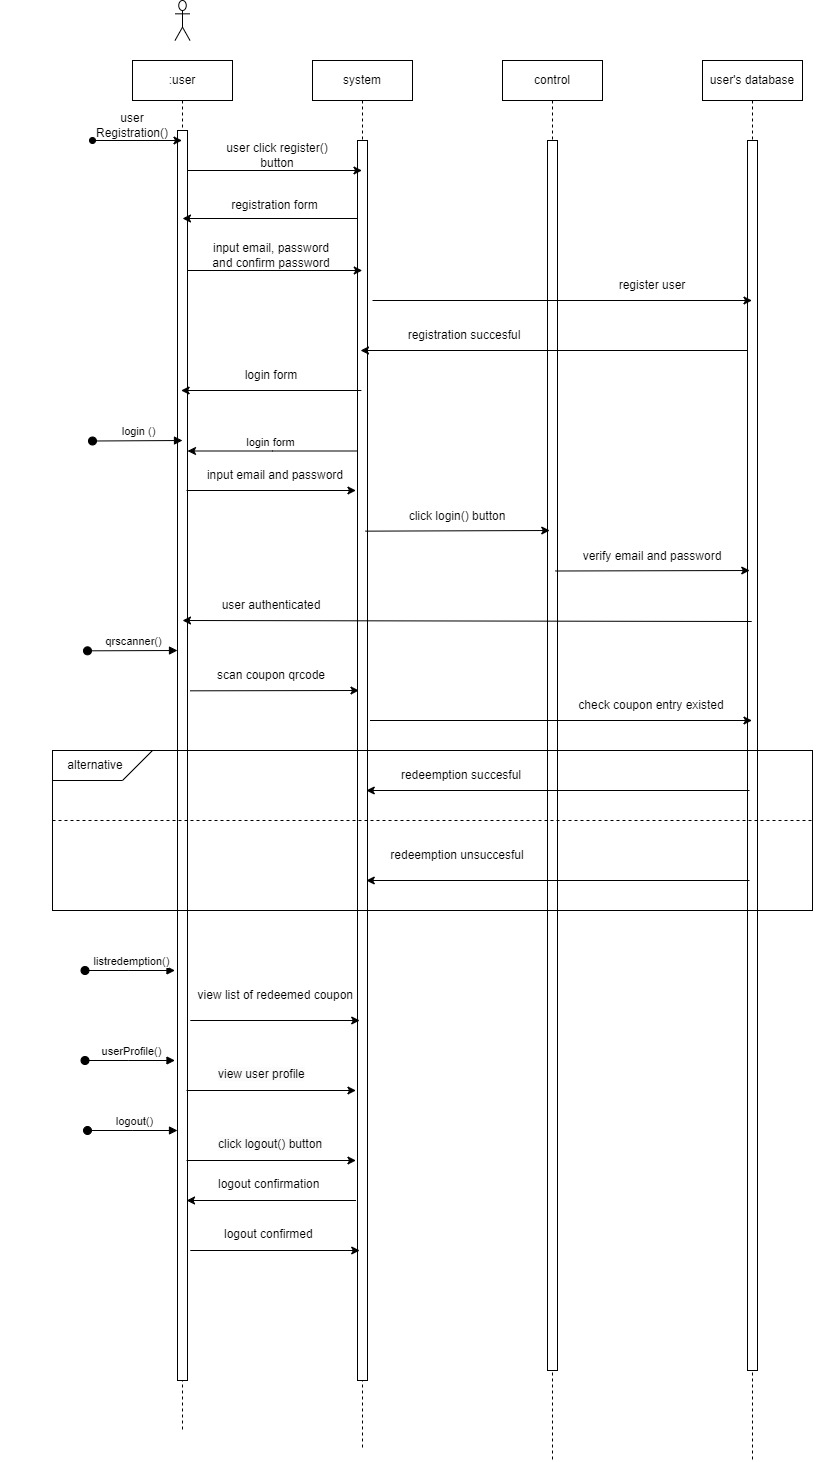 :user
system
control
user's database
user
Registration()
user click register()
button
registration form
input email, password
and confirm password
register user
registration succesful
login form
login ()
login form
input email and password
click login() button
verify email and password
user authenticated
qrscanner()
scan coupon qrcode
check coupon entry existed
alternative
redeemption succesful
redeemption unsuccesful
listredemption()
view list of redeemed coupon
userProfile()
view user profile
logout()
click logout() button
logout confirmation
logout confirmed